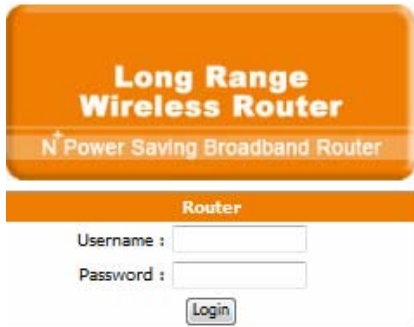 Long Range
Wireless Router
N+ Power Saving Broadband Router
Router
Username :
Password :
Login